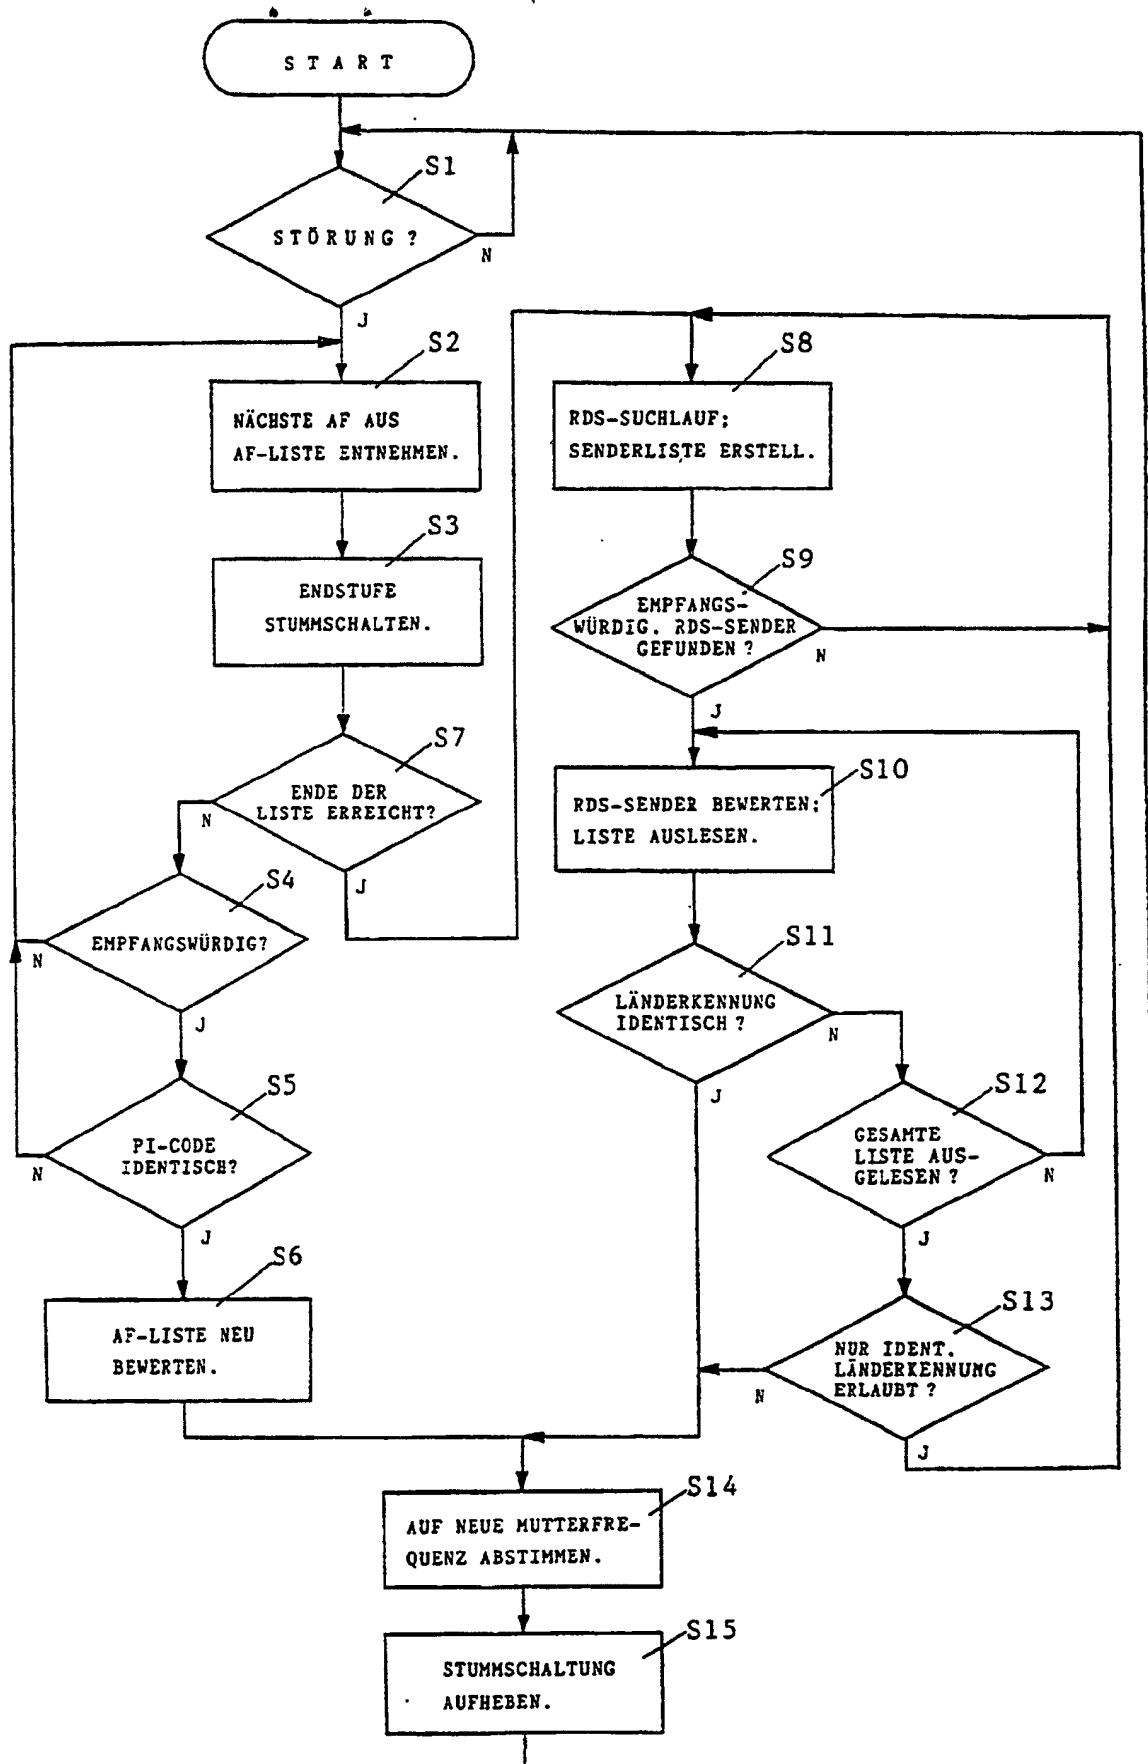 START
S1
STÖRUNG ?
N
J
S2
NÄCHSTE AF AUS
AF-LISTE ENTNEHMEN.
S3
ENDSTUFE
STUMMSCHALTEN.
S7
ENDE DER
LISTE ERREICHT?
N
J
S4
EMPFANGSWÜRDIG?
N
J
S5
PI-CODE
IDENTISCH?
N
J
S6
AF-LISTE NEU
BEWERTEN.
S8
RDS-SUCHLAUF;
SENDERLISTE ERSTELL.
S9
EMPFANGS-
WÜRDIG. RDS-SENDER
GEFUNDEN ?
N
J
S10
RDS-SENDER BEWERTEN;
LISTE AUSLESEN.
S11
LÄNDERKENNUNG
IDENTISCH ?
N
J
S12
GESAMTE
LISTE AUS-
GELESEN ?
N
J
S13
NUR IDENT.
LÄNDERKENNUNG
ERLAUBT ?
N
J
S14
AUF NEUE MUTTERFRE-
QUENZ ABSTIMMEN.
S15
STUMMSCHALTUNG
AUFHEBEN.